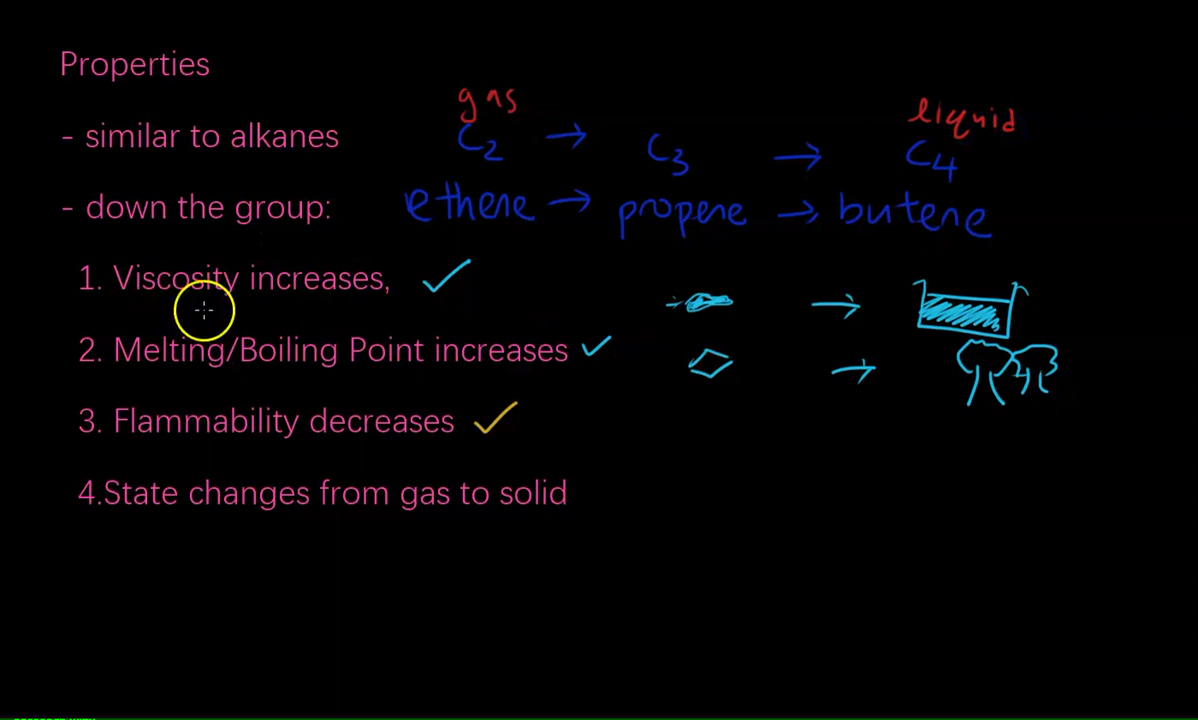 Properties
gas
liquid
- similar to alkanes
C2 → C3 → C4
- down the group:
ethene → propene → butene
1. Viscosity increases,
2. Melting/Boiling Point increases
3. Flammability decreases
4.State changes from gas to solid